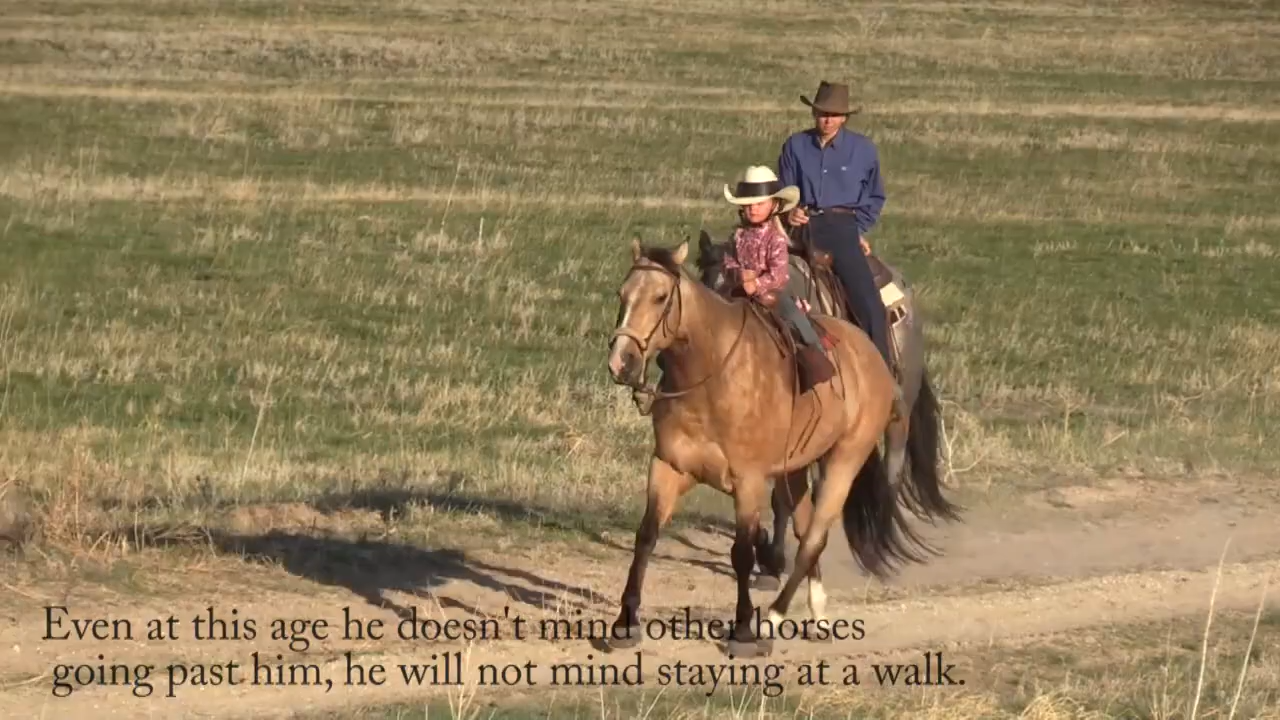 Even at this age he doesn't mind other horses
going past him, he will not mind staying at a walk.